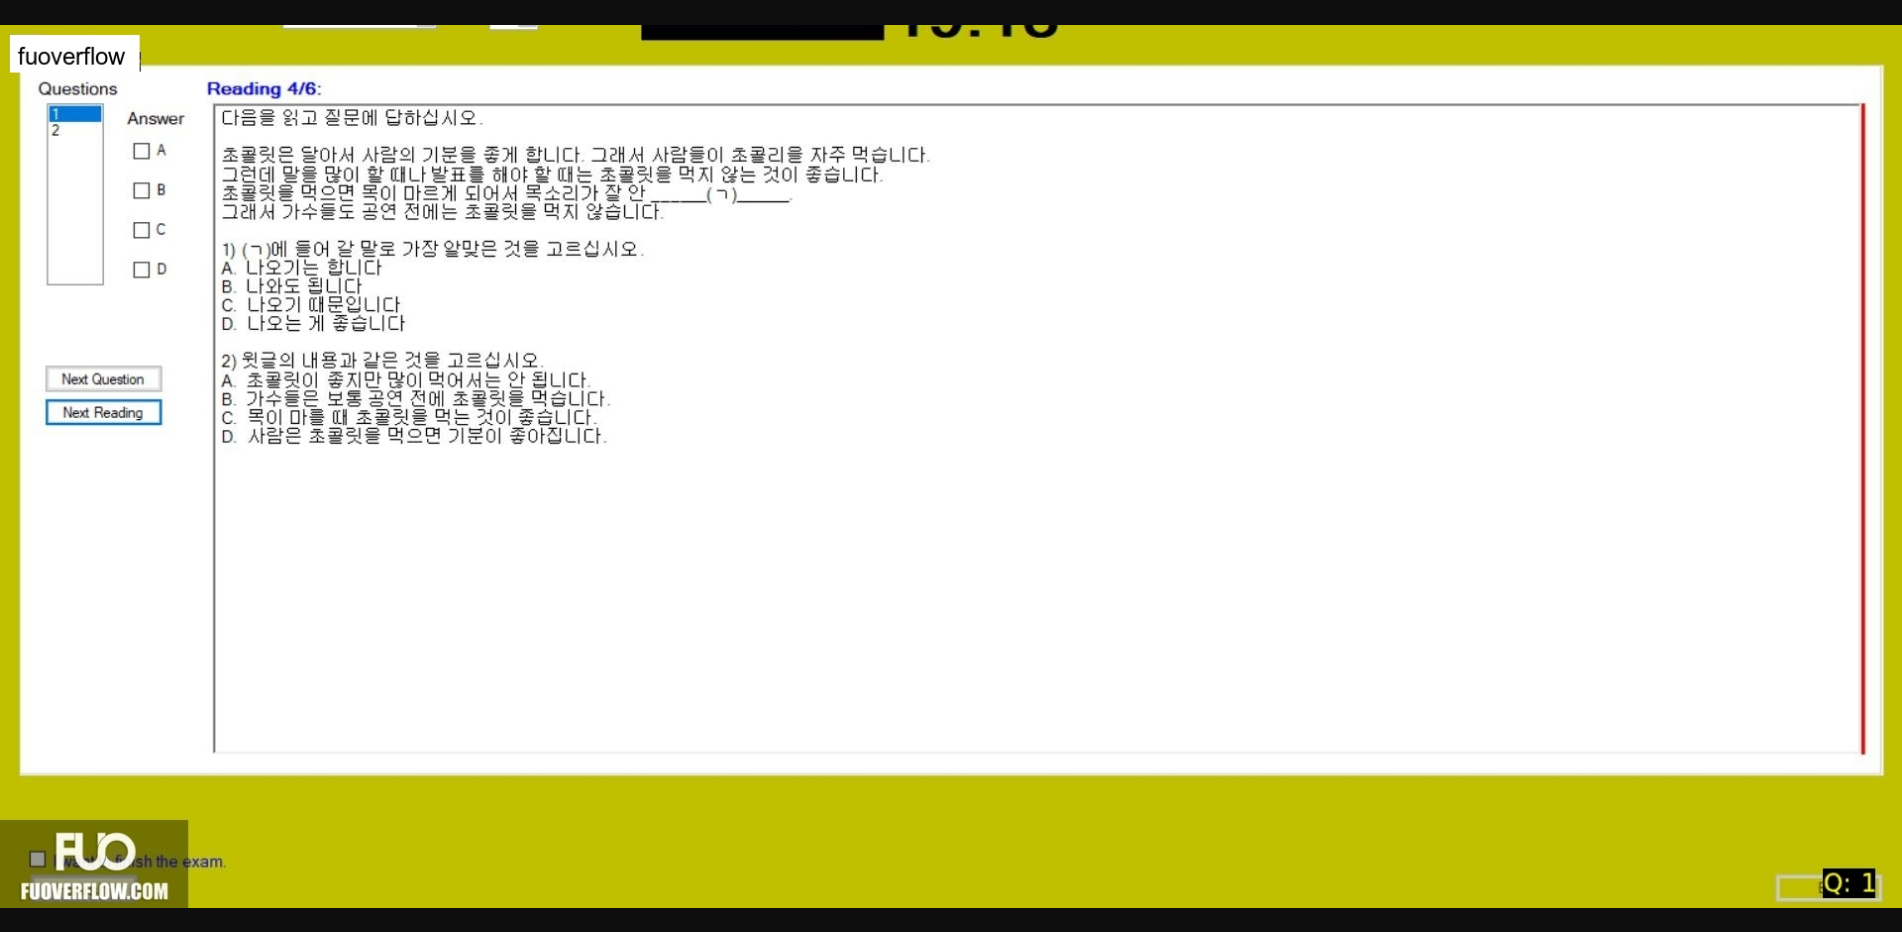 fuoverflow
Questions
Reading 4/6:
1
2
Answer
A
B
C
D
다음을 읽고 질문에 답하십시오.
초콜릿은 달아서 사람의 기분을 좋게 합니다. 그래서 사람들이 초콜리을 자주 먹습니다.
그런데 말을 많이 할 때나 발표를 해야 할 때는 초콜릿을 먹지 않는 것이 좋습니다.
초콜릿을 먹으면 목이 마르게 되어서 목소리가 잘 안 ______(ㄱ)______.
그래서 가수들도 공연 전에는 초콜릿을 먹지 않습니다.
1) (ㄱ)에 들어 갈 말로 가장 알맞은 것을 고르십시오.
A. 나오기는 합니다
B. 나와도 됩니다
C. 나오기 때문입니다
D. 나오는 게 좋습니다
2) 윗글의 내용과 같은 것을 고르십시오.
A. 초콜릿이 좋지만 많이 먹어서는 안 됩니다.
B. 가수들은 보통 공연 전에 초콜릿을 먹습니다.
C. 목이 마를 때 초콜릿을 먹는 것이 좋습니다.
D. 사람은 초콜릿을 먹으면 기분이 좋아집니다.
Next Question
Next Reading
FUO
the exam.
FUOVERFLOW.COM
Q: 1